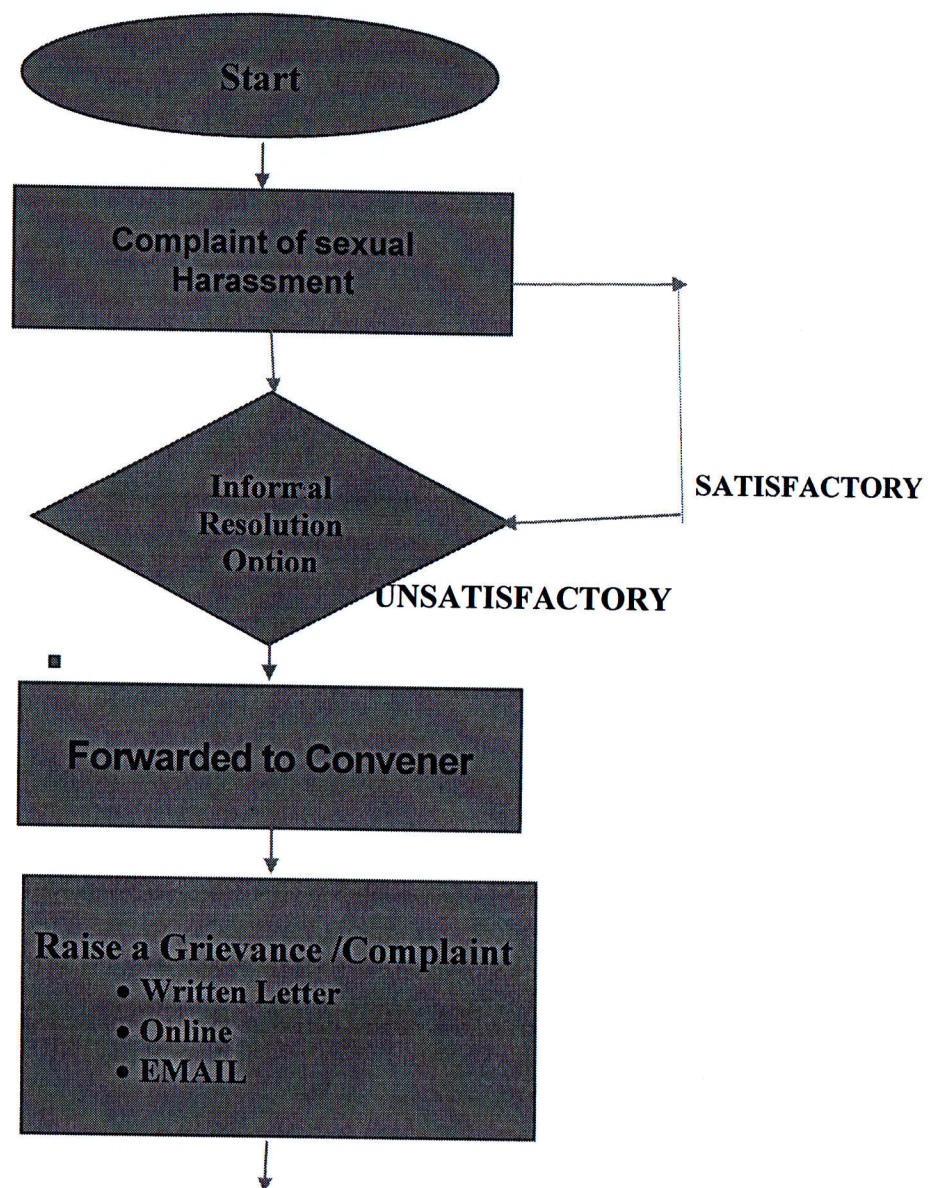 Start
Complaint of sexual
Harassment
Informal
Resolution
Option
SATISFACTORY
UNSATISFACTORY
Forwarded to Convener
Raise a Grievance /Complaint
• Written Letter
• Online
• EMAIL